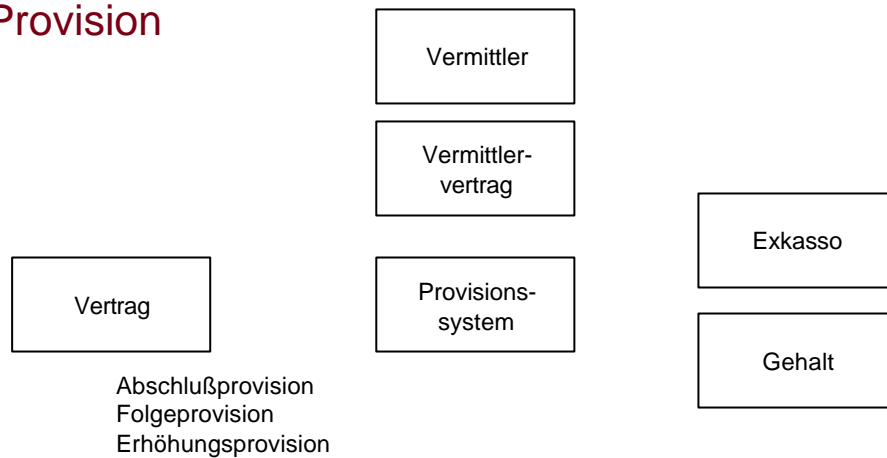 Provision
Vermittler
Vermittler-
vertrag
Exkasso
Vertrag
Provisions-
system
Gehalt
Abschlußprovision
Folgeprovision
Erhöhungsprovision